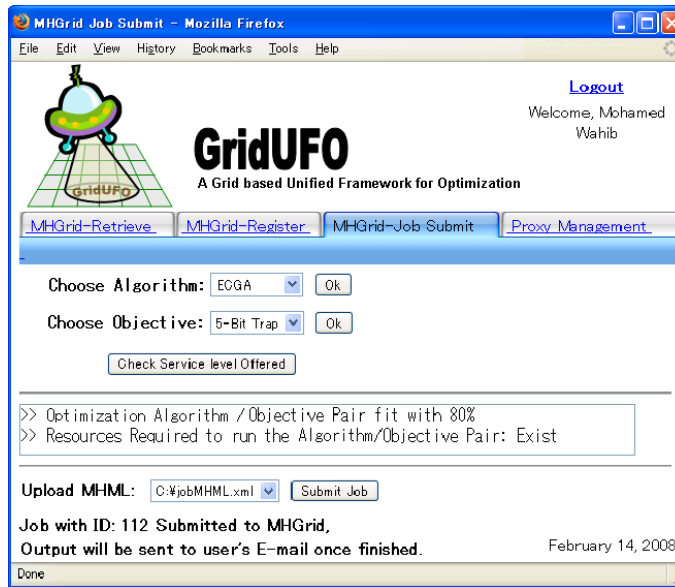 MHGrid Job Submit - Mozilla Firefox
File Edit View History Bookmarks Tools Help
Logout
Welcome, Mohamed
Wahib
GridUFO
GridUFO
A Grid based Unified Framework for Optimization
MHGrid-Retrieve MHGrid-Register MHGrid-Job Submit Proxy Management
Choose Algorithm: ECGA Ok
Choose Objective: 5-Bit Trap Ok
Check Service level Offered
>> Optimization Algorithm /Objective Pair fit with 80%
>> Resources Required to run the Algorithm/Objective Pair: Exist
Upload MHML: C:¥jobMHML.xml Submit Job
Job with ID: 112 Submitted to MHGrid,
Output will be sent to user's E-mail once finished.
February 14, 2008
Done